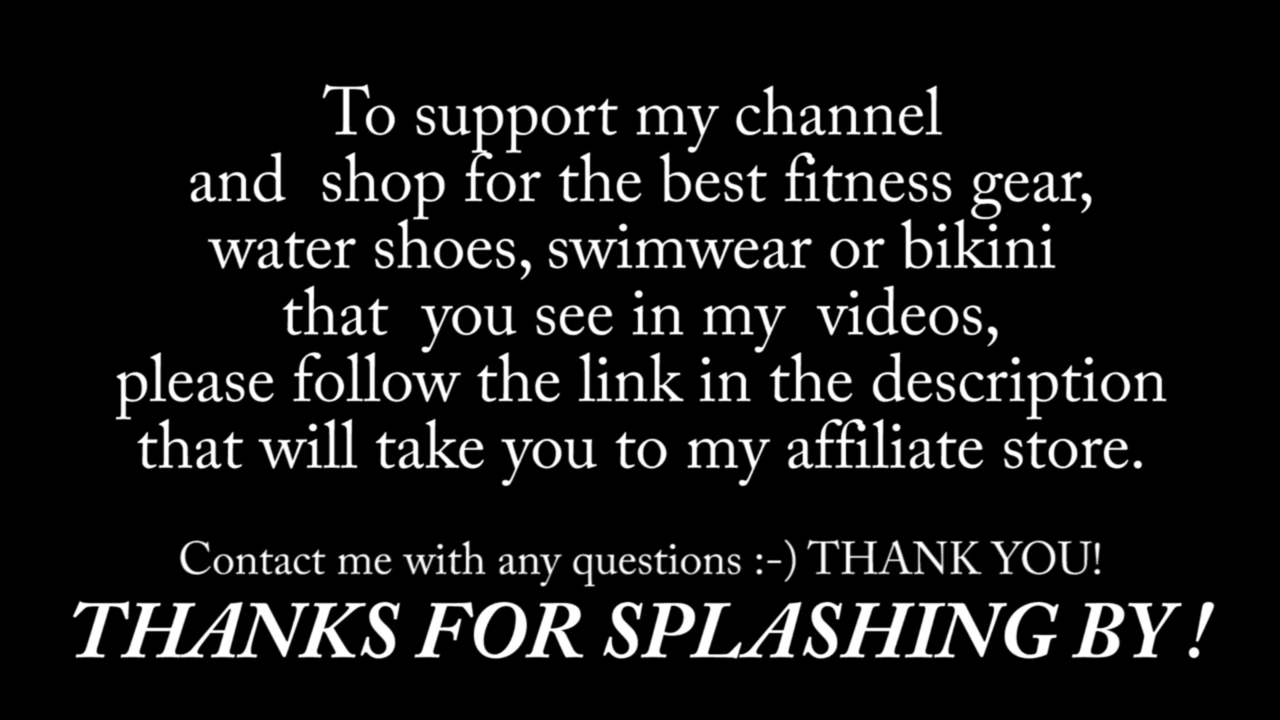 To support my channel
and shop for the best fitness gear,
water shoes, swimwear or bikini
that you see in my videos,
please follow the link in the description
that will take you to my affiliate store.
Contact me with any questions :-) THANK YOU!
THANKS FOR SPLASHING BY !